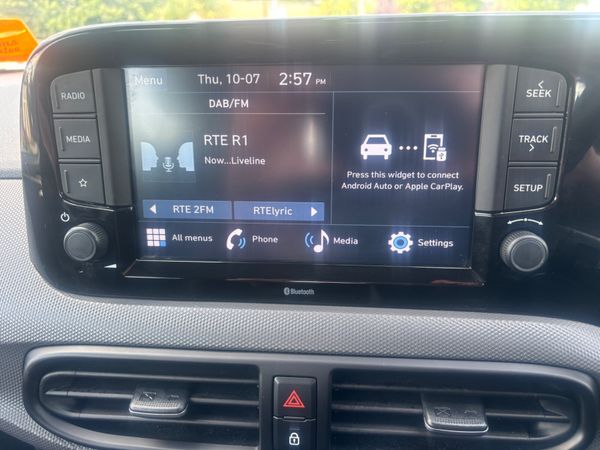 Menu Thu, 10-07 2:57 PM
DAB/FM
RTE R1
Now...Liveline
RTE 2FM RTElyric
Press this widget to connect
Android Auto or Apple CarPlay.
All menus Phone Media Settings
RADIO
MEDIA
SEEK
TRACK
SETUP
Bluetooth